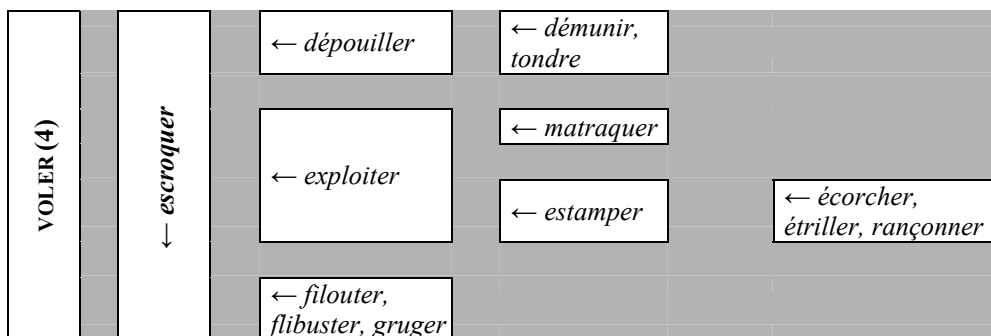 VOLER (4)
← escroquer
← dépouiller
← démunir,
tondre
← exploiter
← matraquer
← estamper
← écorcher,
étriller, rançonner
← filouter,
flibuster, gruger